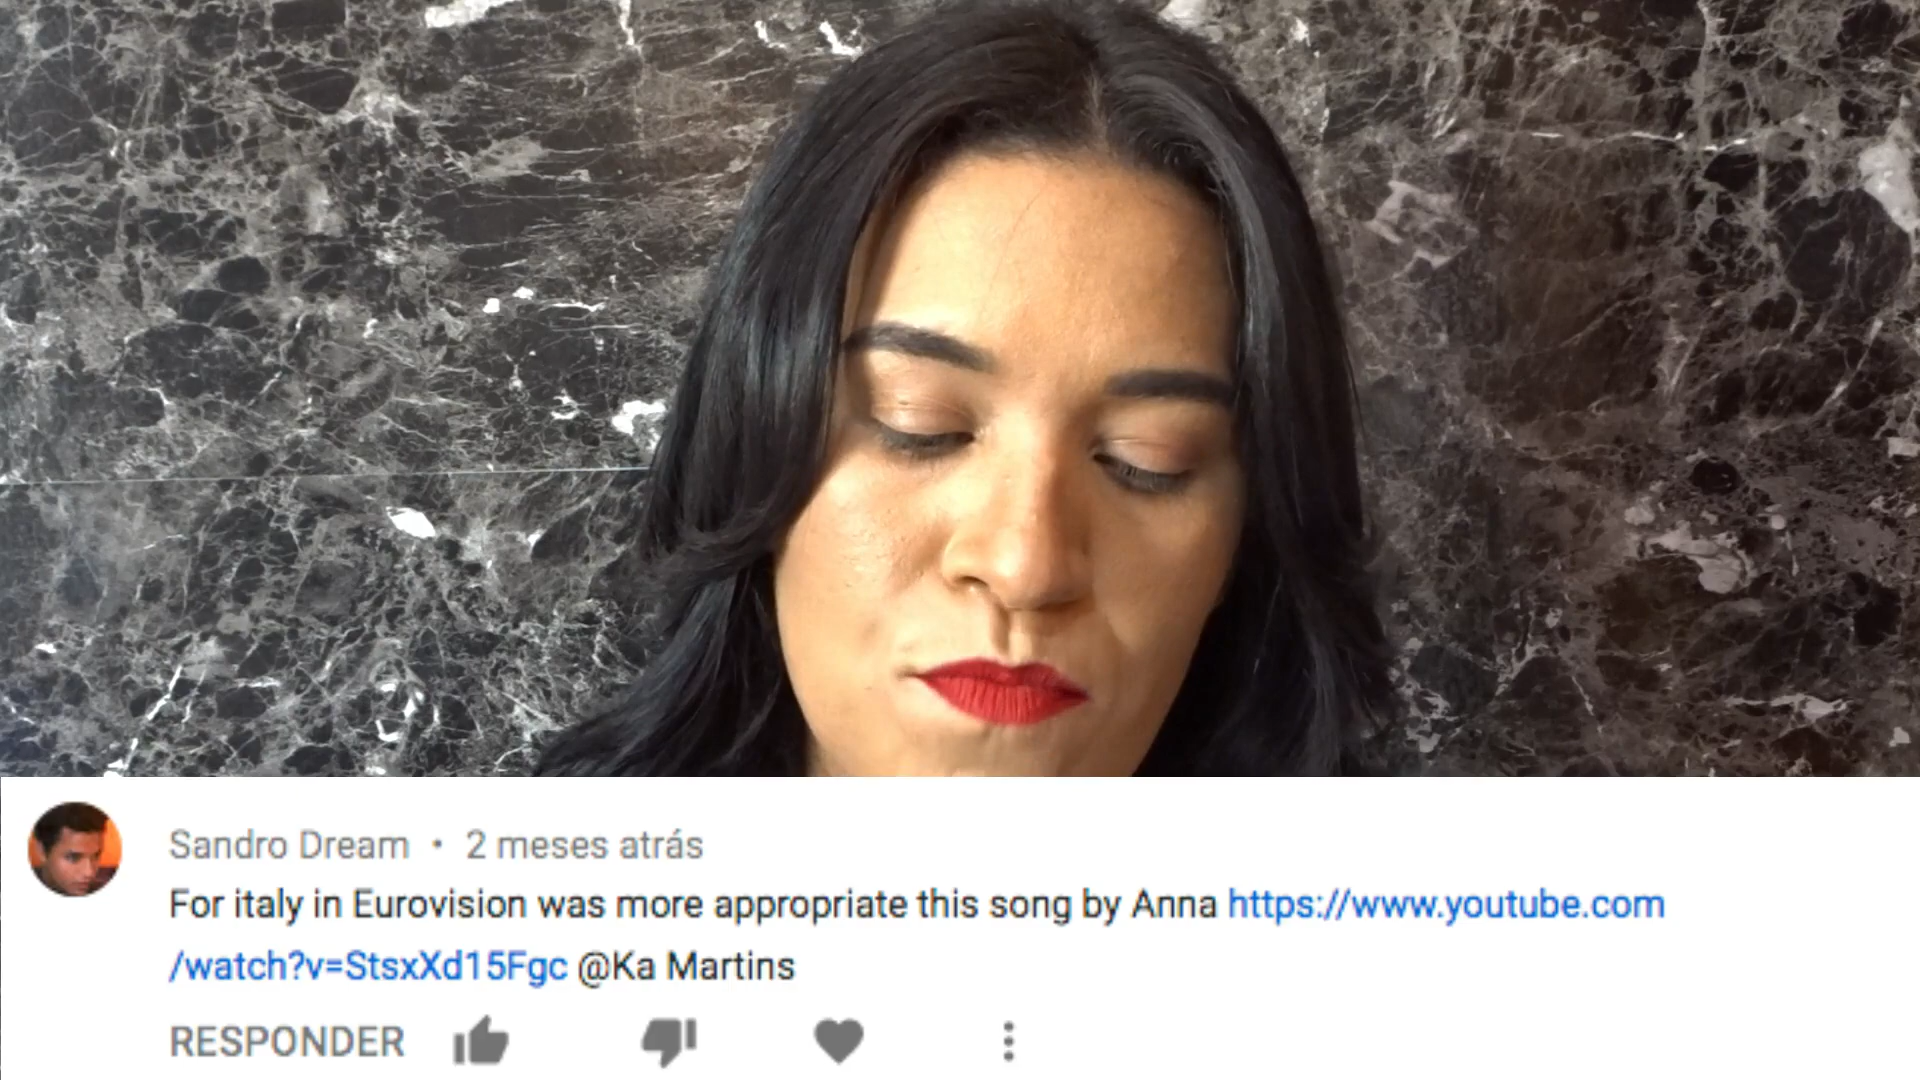 Sandro Dream • 2 meses atrás
For italy in Eurovision was more appropriate this song by Anna https://www.youtube.com
/watch?v=StsxXd15Fgc @Ka Martins
RESPONDER